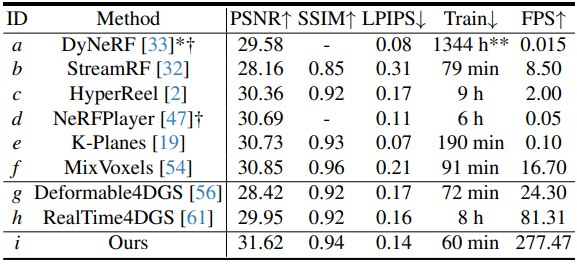 ID Method PSNR↑ SSIM↑ LPIPS↓ Train↓ FPS↑
a DyNeRF [33]*† 29.58 - 0.08 1344 h** 0.015
b StreamRF [32] 28.16 0.85 0.31 79 min 8.50
c HyperReel [2] 30.36 0.92 0.17 9 h 2.00
d NeRFPlayer [47]† 30.69 - 0.11 6 h 0.05
e K-Planes [19] 30.73 0.93 0.07 190 min 0.10
f MixVoxels [54] 30.85 0.96 0.21 91 min 16.70
g Deformable4DGS [56] 28.42 0.92 0.17 72 min 24.30
h RealTime4DGS [61] 29.95 0.92 0.16 8 h 81.31
i Ours 31.62 0.94 0.14 60 min 277.47